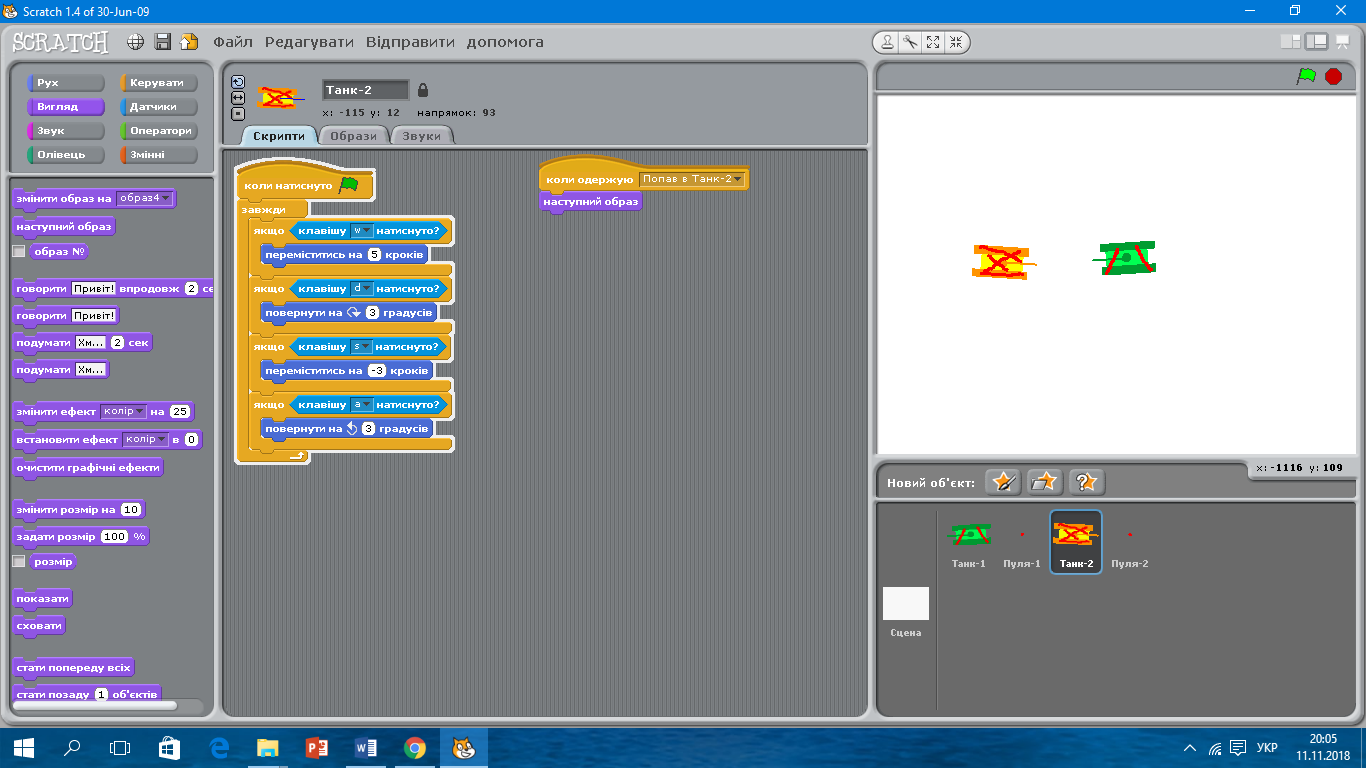 Scratch 1.4 of 30-Jun-09
SCRATCH
Файл Редагувати Відправити допомога
Рух Керувати
Вигляд Датчики
Звук Оператори
Олівець Змінні
змінити образ на образ4
наступний образ
образ №
говорити Привіт! впродовж 2 се
говорити Привіт!
подумати Хм... 2 сек
подумати Хм...
змінити ефект колір на 25
встановити ефект колір в 0
очистити графічні ефекти
змінити розмір на 10
задати розмір 100 %
розмір
показати
сховати
стати попереду всіх
стати позаду 1 об'єктів
Танк-2
x: -115 y: 12 напрямок: 93
Скрипти Образи Звуки
коли натиснуто
завжди
якщо клавішу w натиснуто?
переміститись на 5 кроків
якщо клавішу d натиснуто?
повернути на 3 градусів
якщо клавішу s натиснуто?
переміститись на -3 кроків
якщо клавішу a натиснуто?
повернути на 3 градусів
коли одержую Попав в Танк-2
наступний образ
x: -1116 y: 109
Новий об'єкт:
Танк-1 Пуля-1 Танк-2 Пуля-2
Сцена
УКР
20:05
11.11.2018